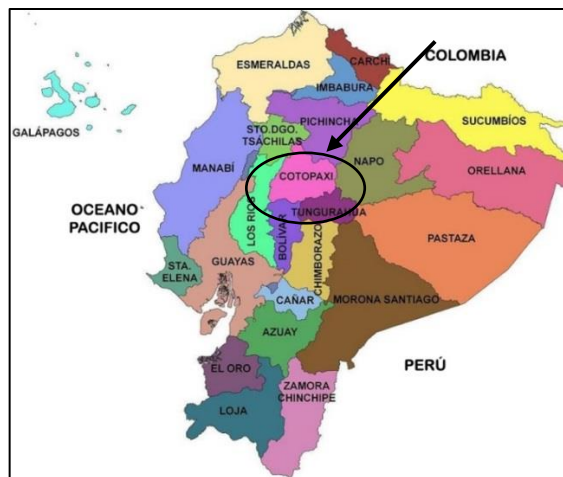 ESMERALDAS
CARCHI
COLOMBIA
IMBABURA
GALÁPAGOS
PICHINCHA
SUCUMBÍOS
STO.DGO.
TSÁCHILAS
MANABÍ
NAPO
ORELLANA
COTOPAXI
OCEANO
PACIFICO
LOS RIOS
TUNGURAHUA
BOLÍVAR
PASTAZA
STA.
ELENA
GUAYAS
CHIMBORAZO
CAÑAR
MORONA SANTIAGO
AZUAY
PERÚ
EL ORO
ZAMORA
CHINCHIPE
LOJA